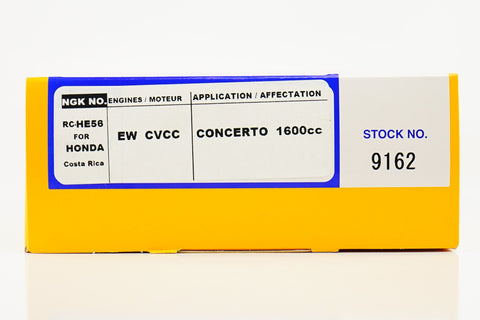 NGK NO.
ENGINES / MOTEUR
APPLICATION / AFFECTATION
RC-HE56
FOR
HONDA
Costa Rica
EW CVCC
CONCERTO 1600cc
STOCK NO.
9162